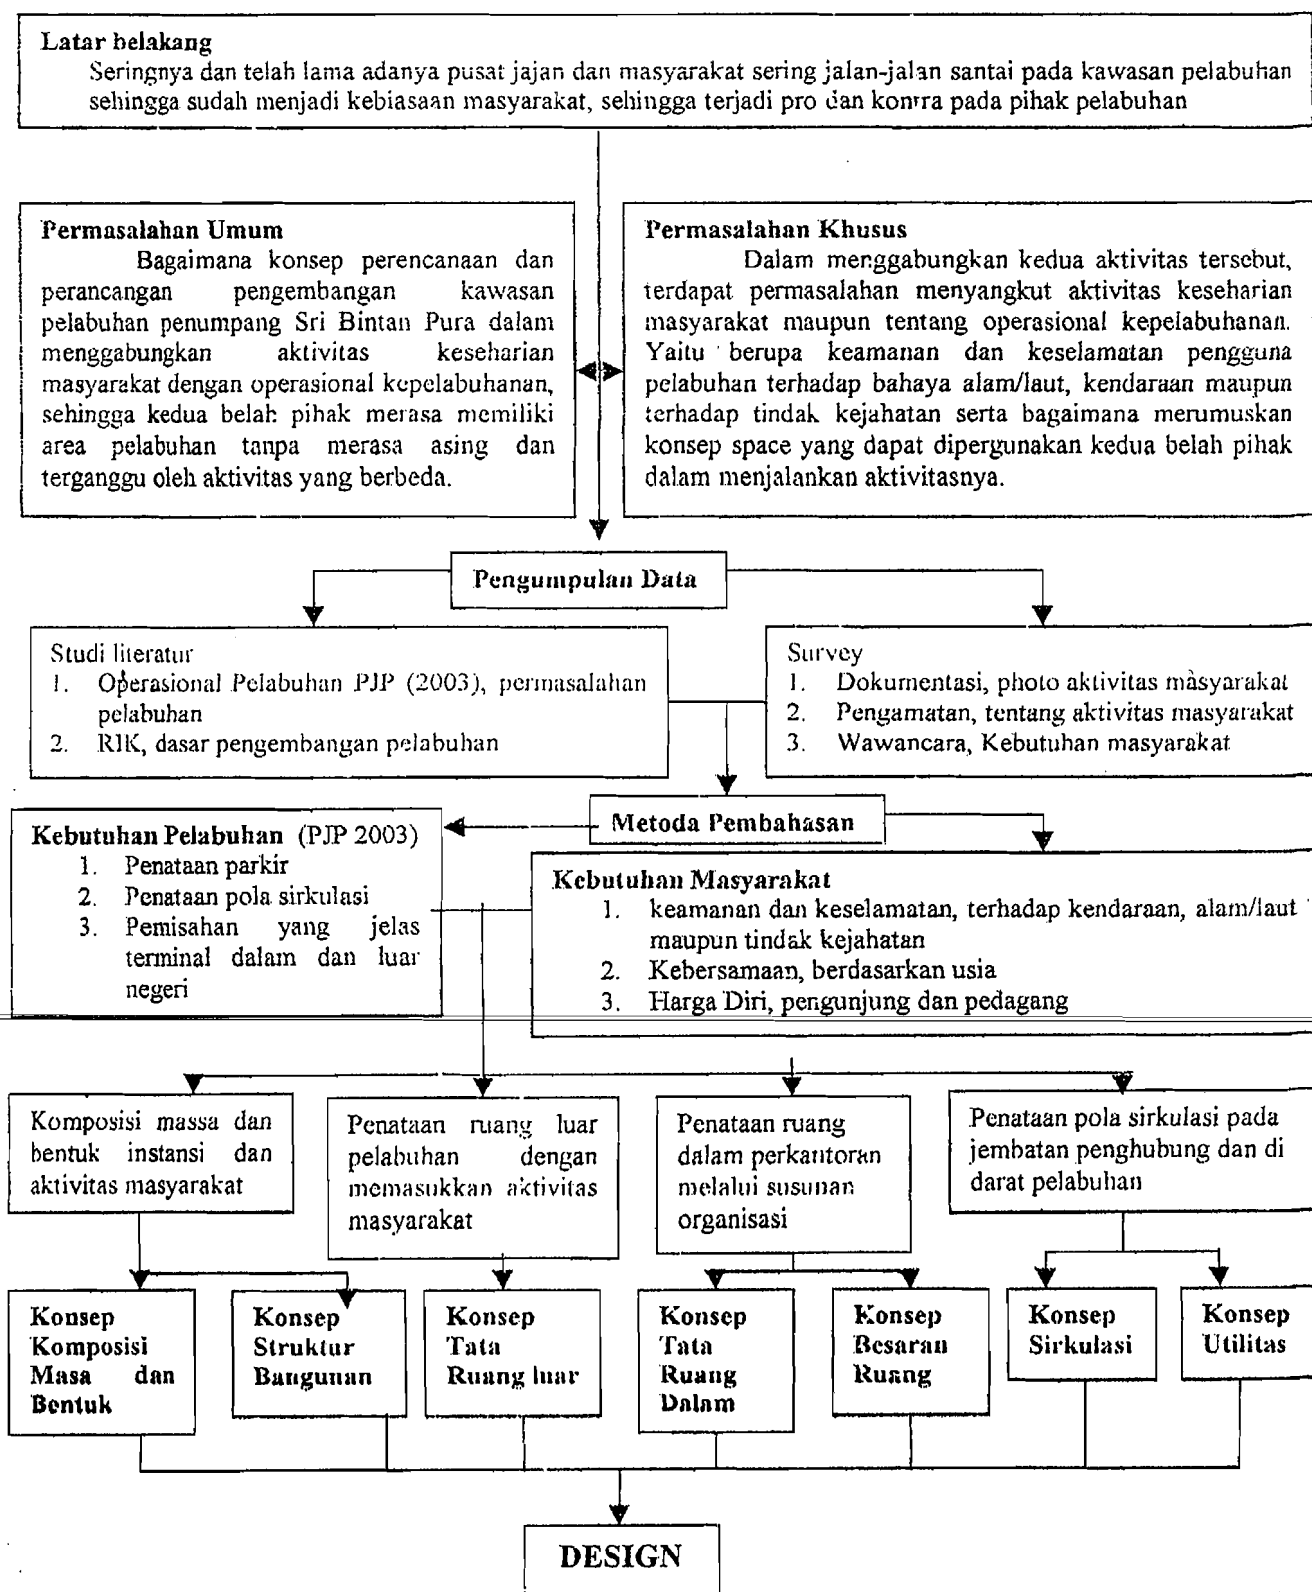 Latar belakang
Seringnya dan telah lama adanya pusat jajan dan masyarakat sering jalan-jalan santai pada kawasan pelabuhan
sehingga sudah menjadi kebiasaan masyarakat, sehingga terjadi pro dan kontra pada pihak pelabuhan
Permasalahan Umum
Bagaimana konsep perencanaan dan
perancangan pengembangan kawasan
pelabuhan penumpang Sri Bintan Pura dalam
menggabungkan aktivitas keseharian
masyarakat dengan operasional kepelabuhanan,
sehingga kedua belah pihak merasa memiliki
area pelabuhan tanpa merasa asing dan
terganggu oleh aktivitas yang berbeda.
Permasalahan Khusus
Dalam menggabungkan kedua aktivitas tersebut,
terdapat permasalahan menyangkut aktivitas keseharian
masyarakat maupun tentang operasional kepelabuhanan.
Yaitu berupa keamanan dan keselamatan pengguna
pelabuhan terhadap bahaya alam/laut, kendaraan maupun
terhadap tindak kejahatan serta bagaimana merumuskan
konsep space yang dapat dipergunakan kedua belah pihak
dalam menjalankan aktivitasnya.
Pengumpulan Data
Studi literatur
1. Operasional Pelabuhan PJP (2003), permasalahan
pelabuhan
2. RIK, dasar pengembangan pelabuhan
Survey
1. Dokumentasi, photo aktivitas masyarakat
2. Pengamatan, tentang aktivitas masyarakat
3. Wawancara, Kebutuhan masyarakat
Metoda Pembahasan
Kebutuhan Pelabuhan (PJP 2003)
1. Penataan parkir
2. Penataan pola sirkulasi
3. Pemisahan yang jelas
terminal dalam dan luar
negeri
Kebutuhan Masyarakat
1. keamanan dan keselamatan, terhadap kendaraan, alam/laut
maupun tindak kejahatan
2. Kebersamaan, berdasarkan usia
3. Harga Diri, pengunjung dan pedagang
Komposisi massa dan
bentuk instansi dan
aktivitas masyarakat
Penataan ruang luar
pelabuhan dengan
memasukkan aktivitas
masyarakat
Penataan ruang
dalam perkantoran
melalui susunan
organisasi
Penataan pola sirkulasi pada
jembatan penghubung dan di
darat pelabuhan
Konsep
Komposisi
Masa dan
Bentuk
Konsep
Struktur
Bangunan
Konsep
Tata
Ruang luar
Konsep
Tata
Ruang
Dalam
Konsep
Besaran
Ruang
Konsep
Sirkulasi
Konsep
Utilitas
DESIGN